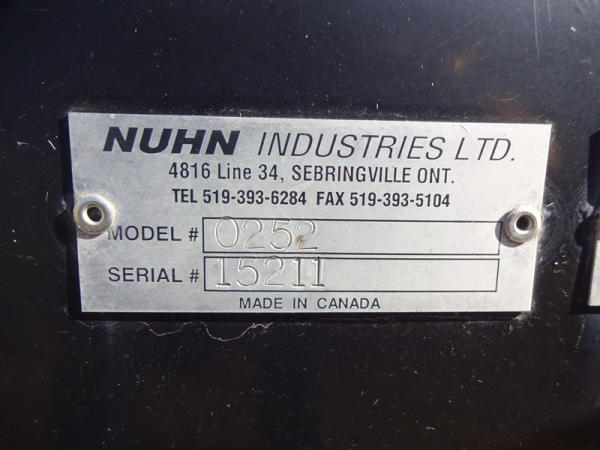 NUHN INDUSTRIES LTD.
4816 Line 34, SEBRINGVILLE ONT.
TEL 519-393-6284 FAX 519-393-5104
MODEL # 0252
SERIAL # 15211
MADE IN CANADA